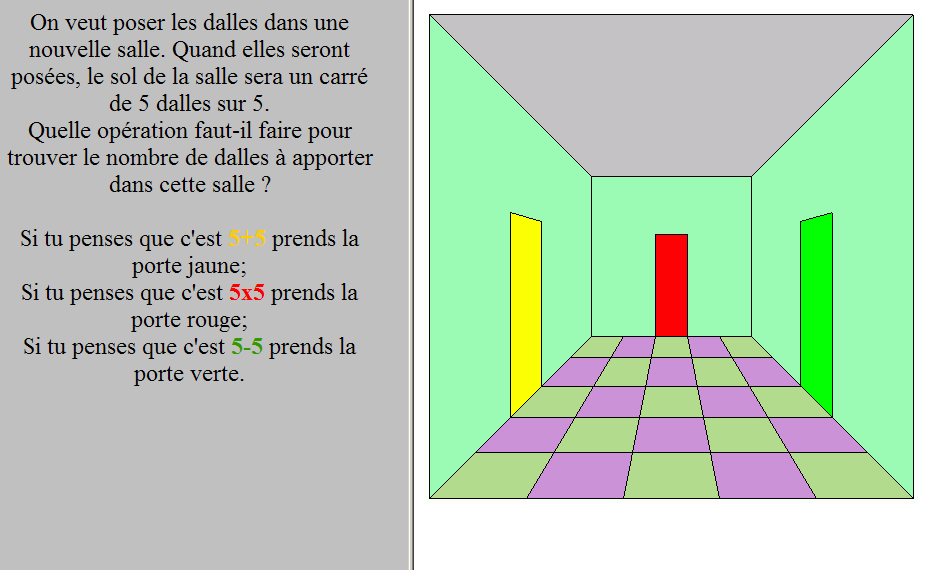 On veut poser les dalles dans une
nouvelle salle. Quand elles seront
posées, le sol de la salle sera un carré
de 5 dalles sur 5.
Quelle opération faut-il faire pour
trouver le nombre de dalles à apporter
dans cette salle ?
Si tu penses que c'est 5+5 prends la
porte jaune;
Si tu penses que c'est 5x5 prends la
porte rouge;
Si tu penses que c'est 5-5 prends la
porte verte.